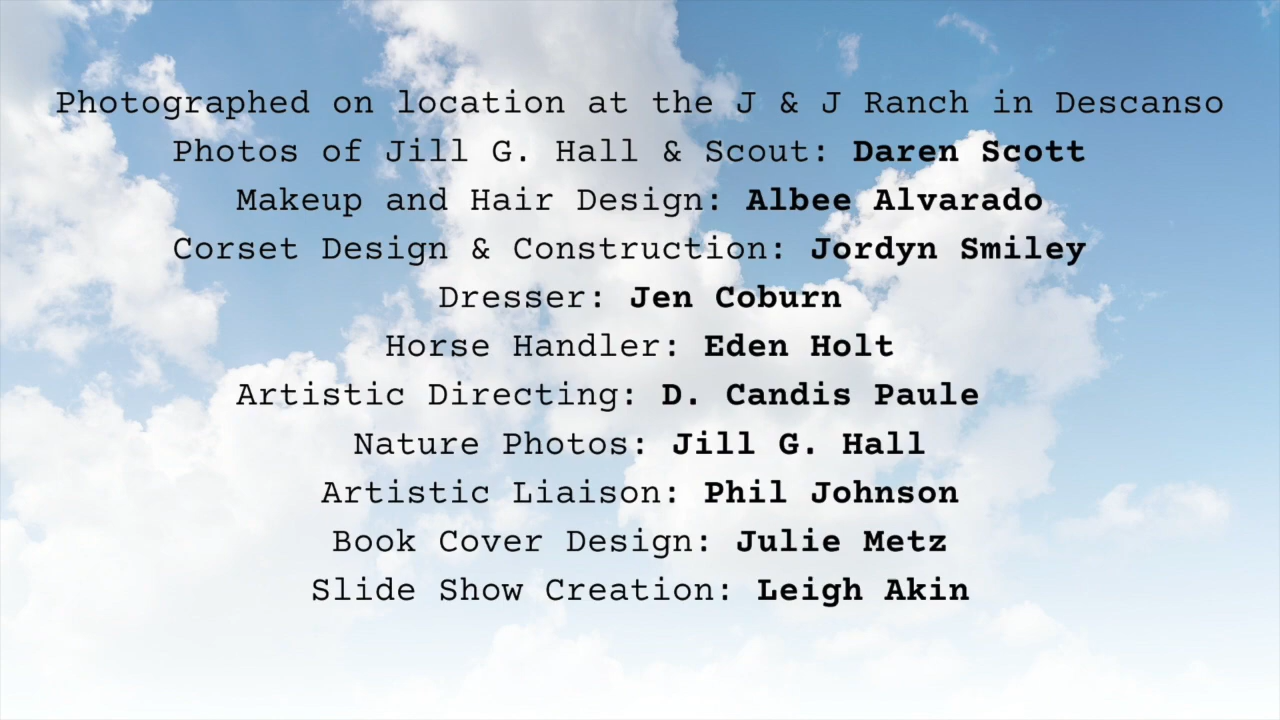 Photographed on location at the J & J Ranch in Descanso
Photos of Jill G. Hall & Scout: Daren Scott
Makeup and Hair Design: Albee Alvarado
Corset Design & Construction: Jordyn Smiley
Dresser: Jen Coburn
Horse Handler: Eden Holt
Artistic Directing: D. Candis Paule
Nature Photos: Jill G. Hall
Artistic Liaison: Phil Johnson
Book Cover Design: Julie Metz
Slide Show Creation: Leigh Akin